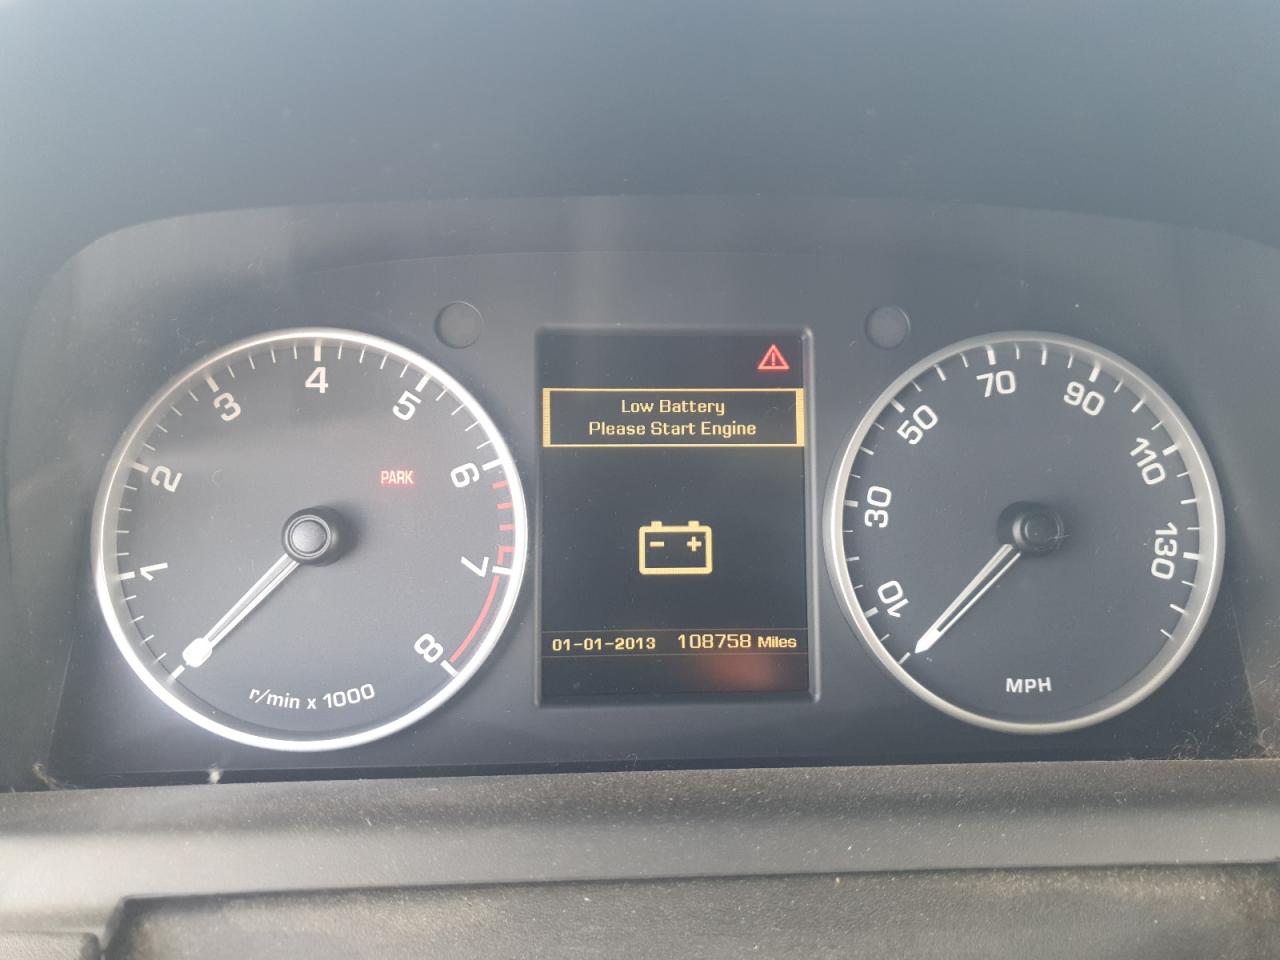 1
2
3
4
5
6
7
8
PARK
r/min x 1000
Low Battery
Please Start Engine
- +
01-01-2013 108758 Miles
10
30
50
70
90
110
130
MPH